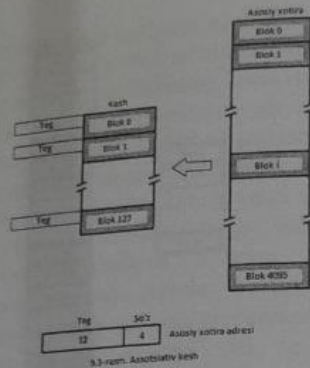 Asosiy xotira
Blok 0
Blok 1
Kesh
Teg Blok 0
Teg Blok 1
Blok i
Teg Blok 127
Blok 4095
Teg So'z
12 4 Asosiy xotira adresi
9.3-rasm. Assotsiativ kesh